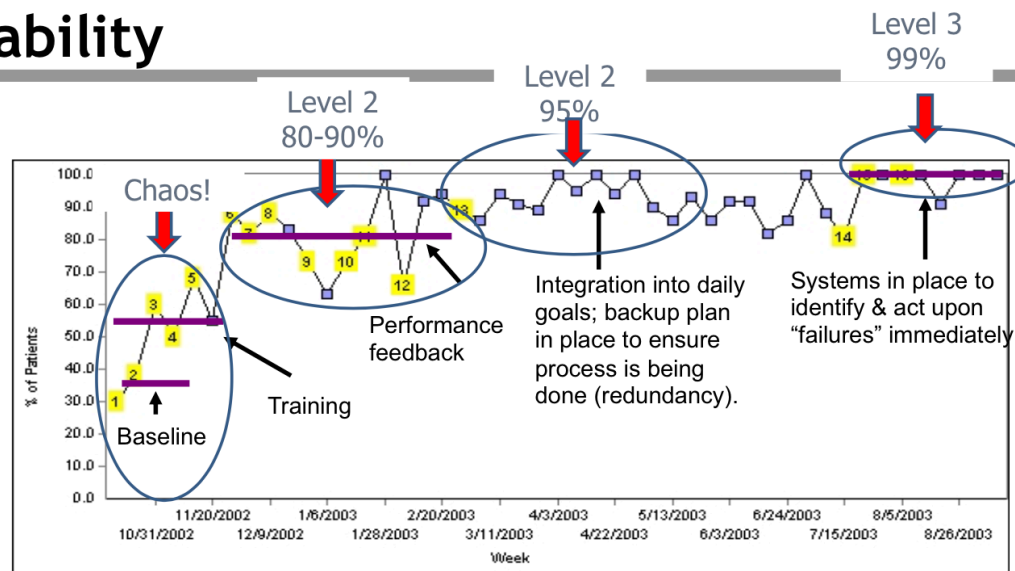 ability
Level 3
99%
Level 2
95%
Level 2
80-90%
Chaos!
100.0
90.0
80.0
70.0
60.0
50.0
40.0
30.0
20.0
10.0
0.0
% of Patients
1
2
3
4
5
6
7
8
9
10
11
12
13
14
Baseline
Training
Performance
feedback
Integration into daily
goals; backup plan
in place to ensure
process is being
done (redundancy).
Systems in place to
identify & act upon
“failures” immediately
11/20/2002 1/6/2003 2/20/2003 4/3/2003 5/13/2003 6/24/2003 8/5/2003
10/31/2002 12/9/2002 1/28/2003 3/11/2003 4/22/2003 6/3/2003 7/15/2003 8/26/2003
Week